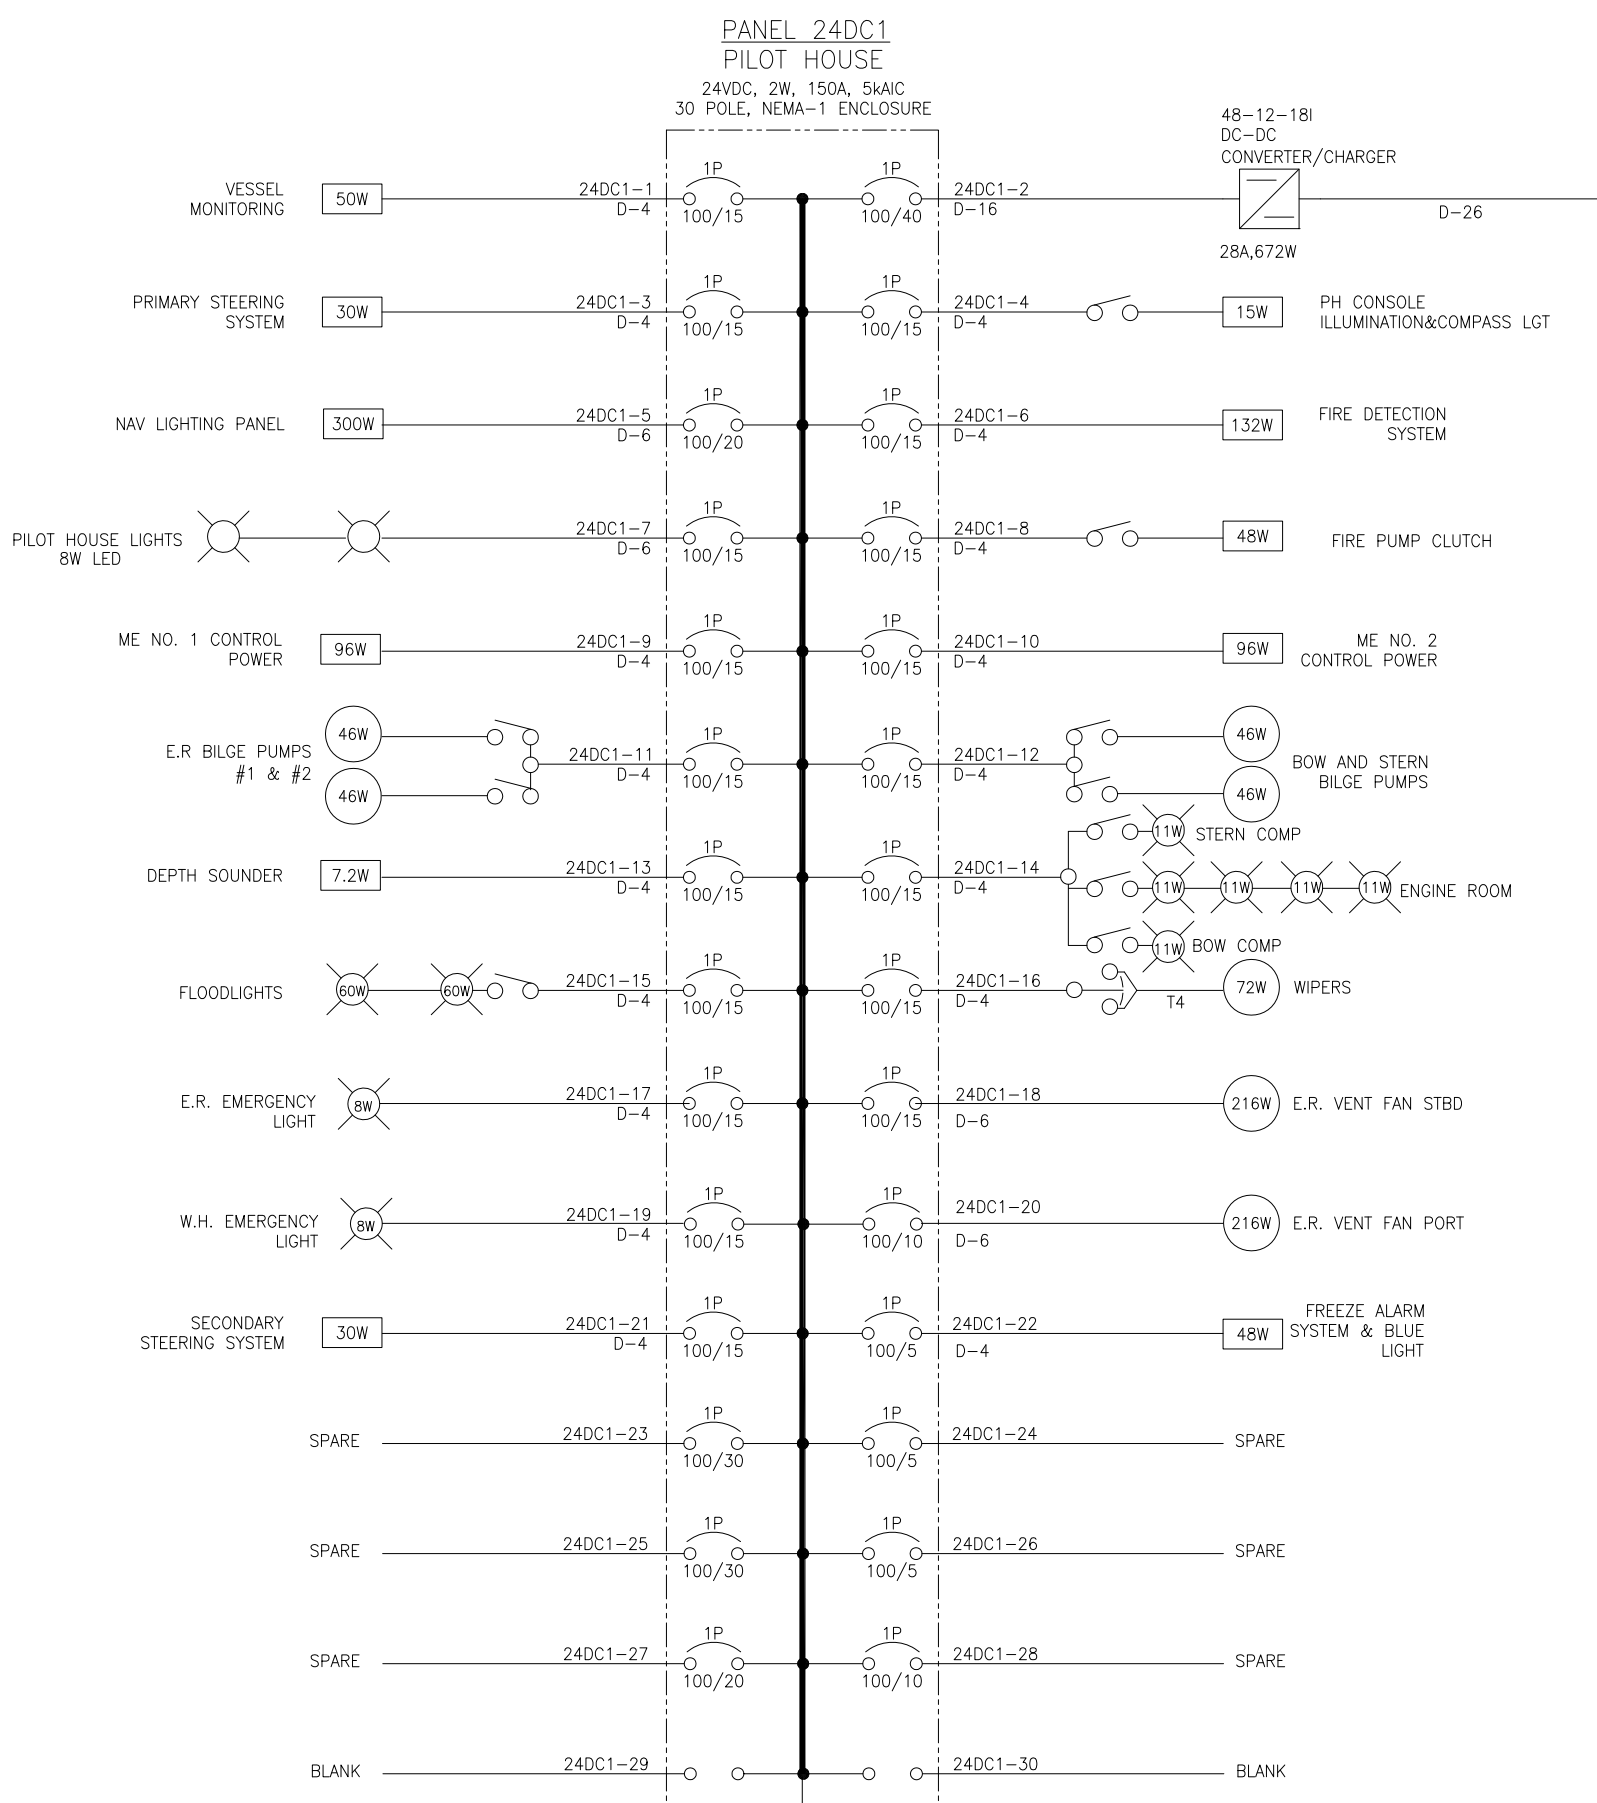 PANEL 24DC1
PILOT HOUSE
24VDC, 2W, 150A, 5kAIC
30 POLE, NEMA-1 ENCLOSURE
48-12-18I
DC-DC
CONVERTER/CHARGER
VESSEL
MONITORING
50W
24DC1-1
D-4
1P
100/15
1P
100/40
24DC1-2
D-16
28A,672W
D-26
PRIMARY STEERING
SYSTEM
30W
24DC1-3
D-4
1P
100/15
1P
100/15
24DC1-4
D-4
15W
PH CONSOLE
ILLUMINATION&COMPASS LGT
NAV LIGHTING PANEL
300W
24DC1-5
D-6
1P
100/20
1P
100/15
24DC1-6
D-4
132W
FIRE DETECTION
SYSTEM
PILOT HOUSE LIGHTS
8W LED
24DC1-7
D-6
1P
100/15
1P
100/15
24DC1-8
D-4
48W
FIRE PUMP CLUTCH
ME NO. 1 CONTROL
POWER
96W
24DC1-9
D-4
1P
100/15
1P
100/15
24DC1-10
D-4
96W
ME NO. 2
CONTROL POWER
E.R BILGE PUMPS
#1 & #2
46W
46W
24DC1-11
D-4
1P
100/15
1P
100/15
24DC1-12
D-4
46W
46W
BOW AND STERN
BILGE PUMPS
DEPTH SOUNDER
7.2W
24DC1-13
D-4
1P
100/15
1P
100/15
24DC1-14
D-4
11W STERN COMP
11W 11W 11W 11W ENGINE ROOM
11W BOW COMP
FLOODLIGHTS
60W 60W
24DC1-15
D-4
1P
100/15
1P
100/15
24DC1-16
D-4
T4
72W
WIPERS
E.R. EMERGENCY
LIGHT
8W
24DC1-17
D-4
1P
100/15
1P
100/15
24DC1-18
D-6
216W
E.R. VENT FAN STBD
W.H. EMERGENCY
LIGHT
8W
24DC1-19
D-4
1P
100/15
1P
100/10
24DC1-20
D-6
216W
E.R. VENT FAN PORT
SECONDARY
STEERING SYSTEM
30W
24DC1-21
D-4
1P
100/15
1P
100/5
24DC1-22
D-4
48W
FREEZE ALARM
SYSTEM & BLUE
LIGHT
SPARE
24DC1-23
1P
100/30
1P
100/5
24DC1-24
SPARE
SPARE
24DC1-25
1P
100/30
1P
100/5
24DC1-26
SPARE
SPARE
24DC1-27
1P
100/20
1P
100/10
24DC1-28
SPARE
BLANK
24DC1-29
24DC1-30
BLANK